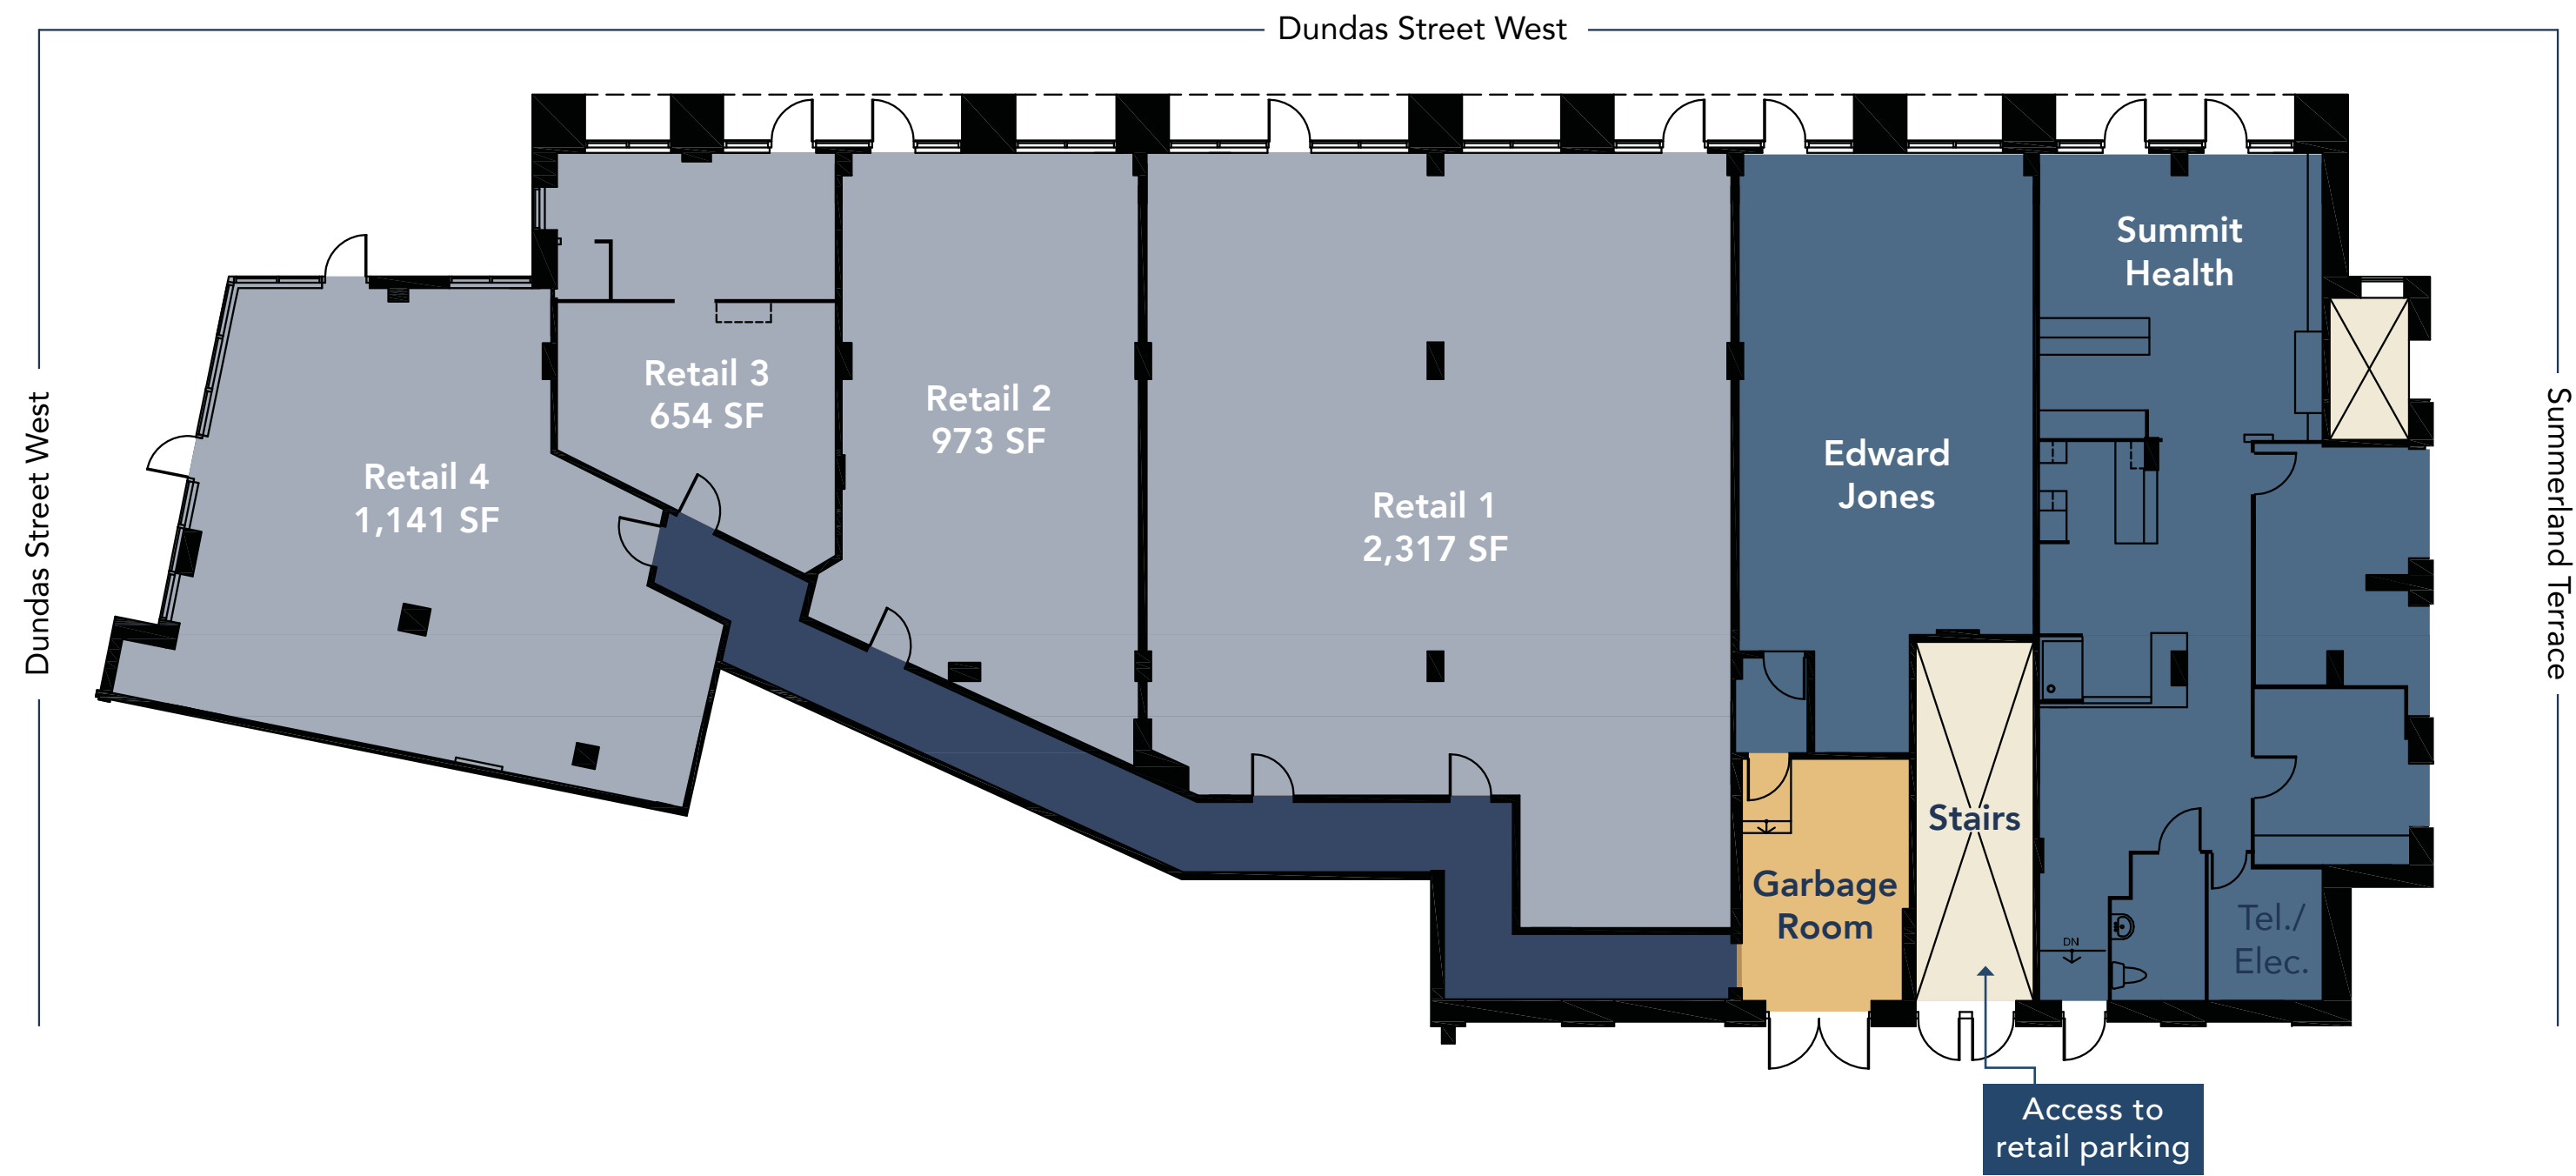 Dundas Street West
Dundas Street West
Summerland Terrace
Summit
Health
Retail 3
654 SF
Retail 2
973 SF
Edward
Jones
Retail 4
1,141 SF
Retail 1
2,317 SF
Stairs
Garbage
Room
Tel./
Elec.
DN
Access to
retail parking